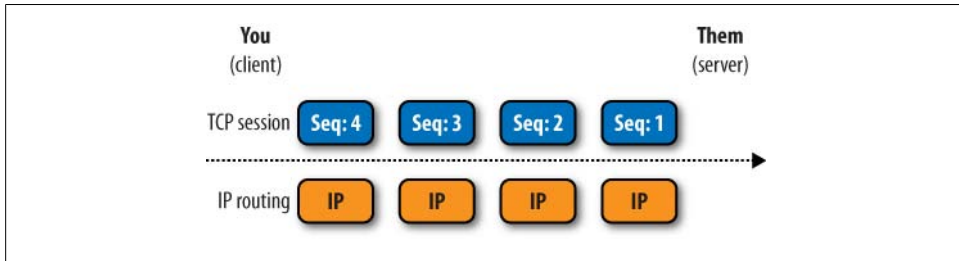 You Them
(client) (server)
TCP session Seq: 4 Seq: 3 Seq: 2 Seq: 1
IP routing IP IP IP IP